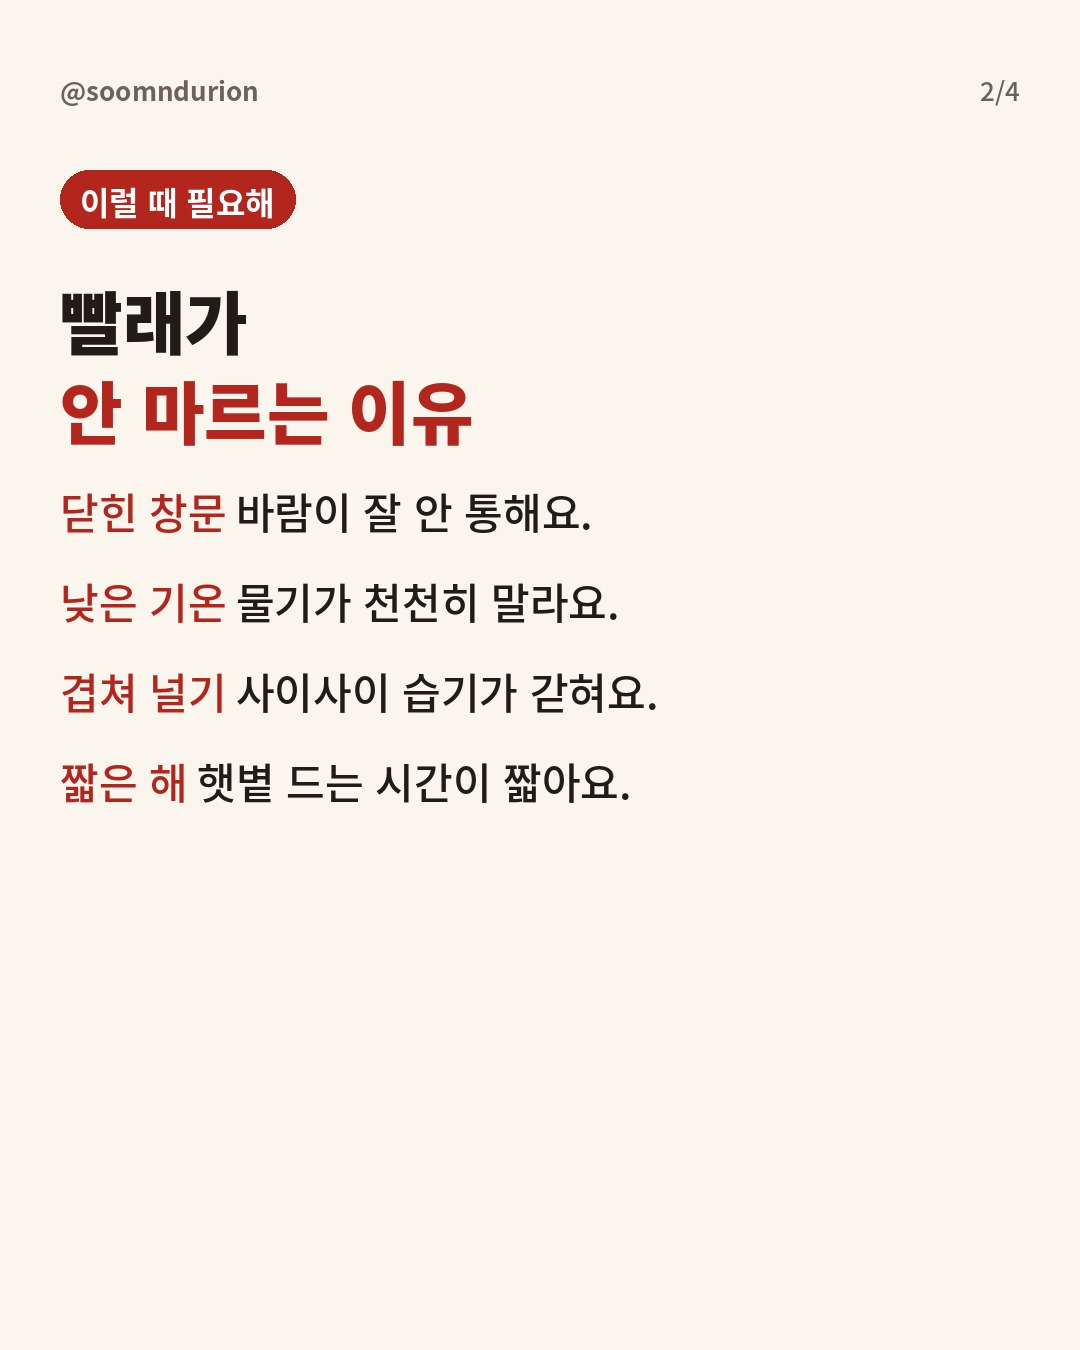 @soomndurion
2/4
이럴 때 필요해
빨래가
안 마르는 이유
닫힌 창문 바람이 잘 안 통해요.
낮은 기온 물기가 천천히 말라요.
겹쳐 널기 사이사이 습기가 갇혀요.
짧은 해 햇볕 드는 시간이 짧아요.